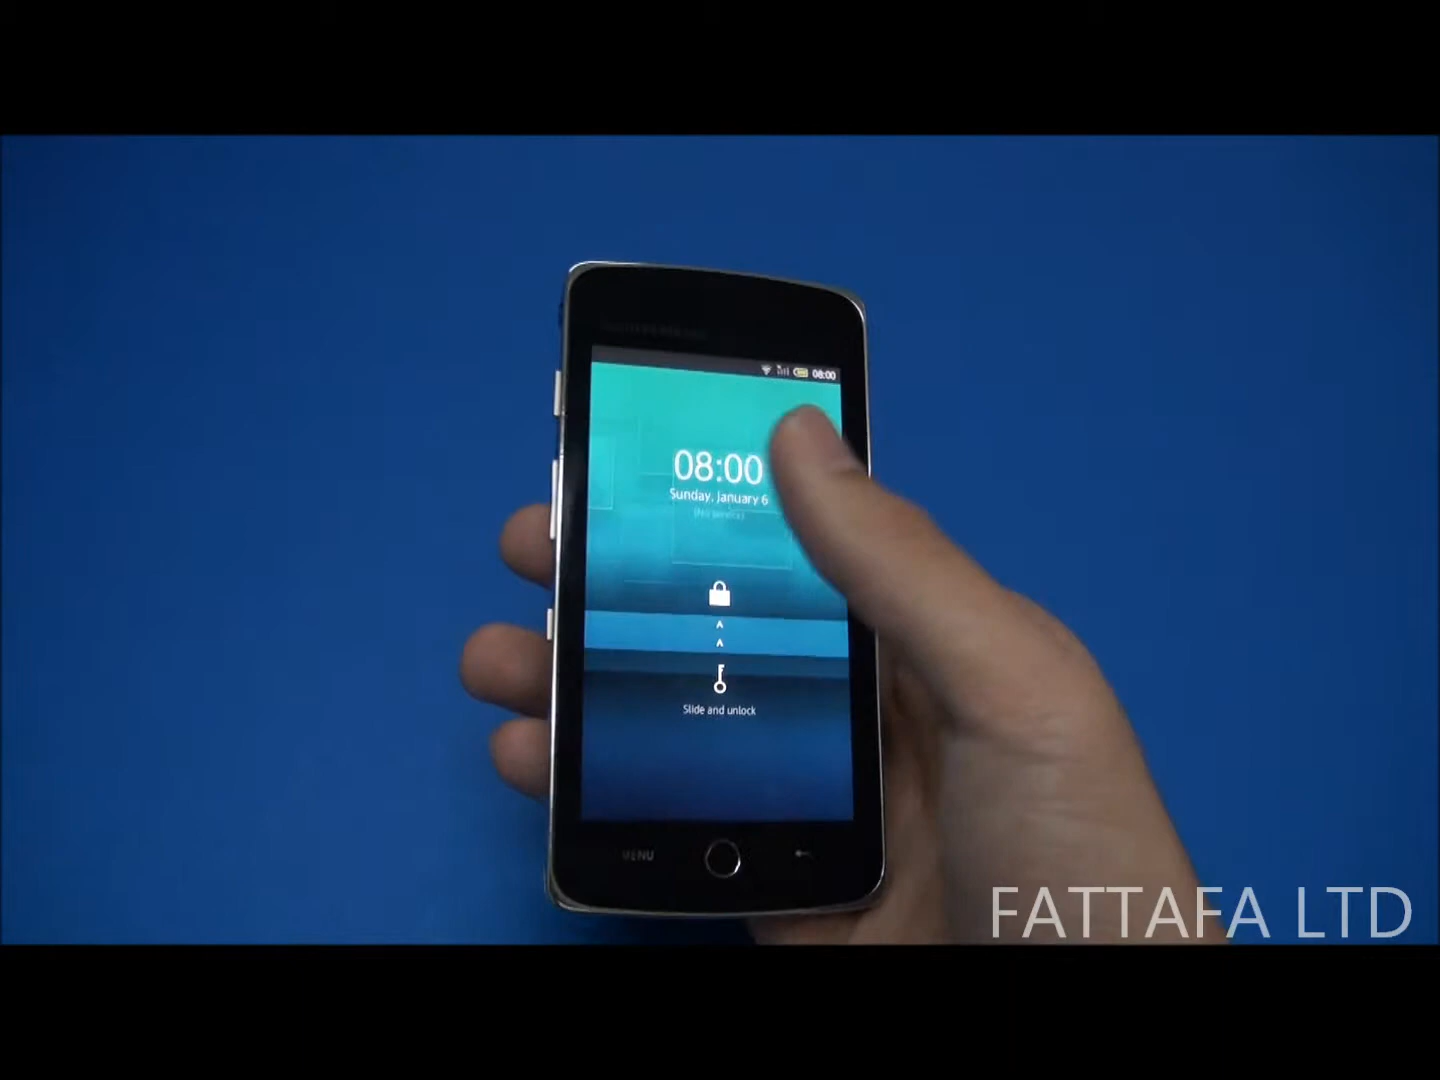 08:00
08:00
Sunday, January 6
Slide and unlock
MENU
FATTAFA LTD